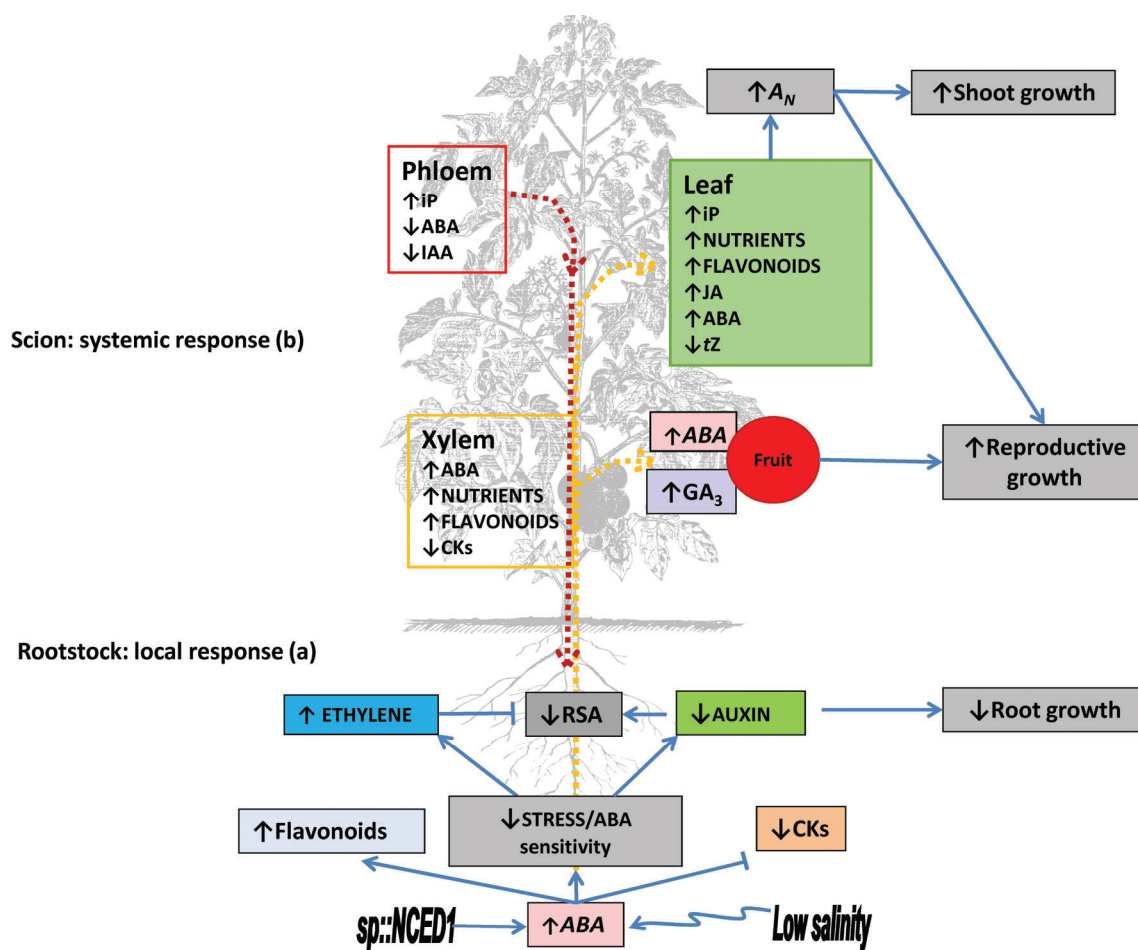 ↑A_N
↑Shoot growth
Phloem
↑iP
↓ABA
↓IAA
Leaf
↑iP
↑NUTRIENTS
↑FLAVONOIDS
↑JA
↑ABA
↓tZ
Scion: systemic response (b)
Xylem
↑ABA
↑NUTRIENTS
↑FLAVONOIDS
↓CKs
↑ABA
↑GA₃
Fruit
↑Reproductive
growth
Rootstock: local response (a)
↑ ETHYLENE
↓RSA
↓AUXIN
↓Root growth
↑Flavonoids
↓STRESS/ABA
sensitivity
↓CKs
sp::NCED1
↑ABA
Low salinity